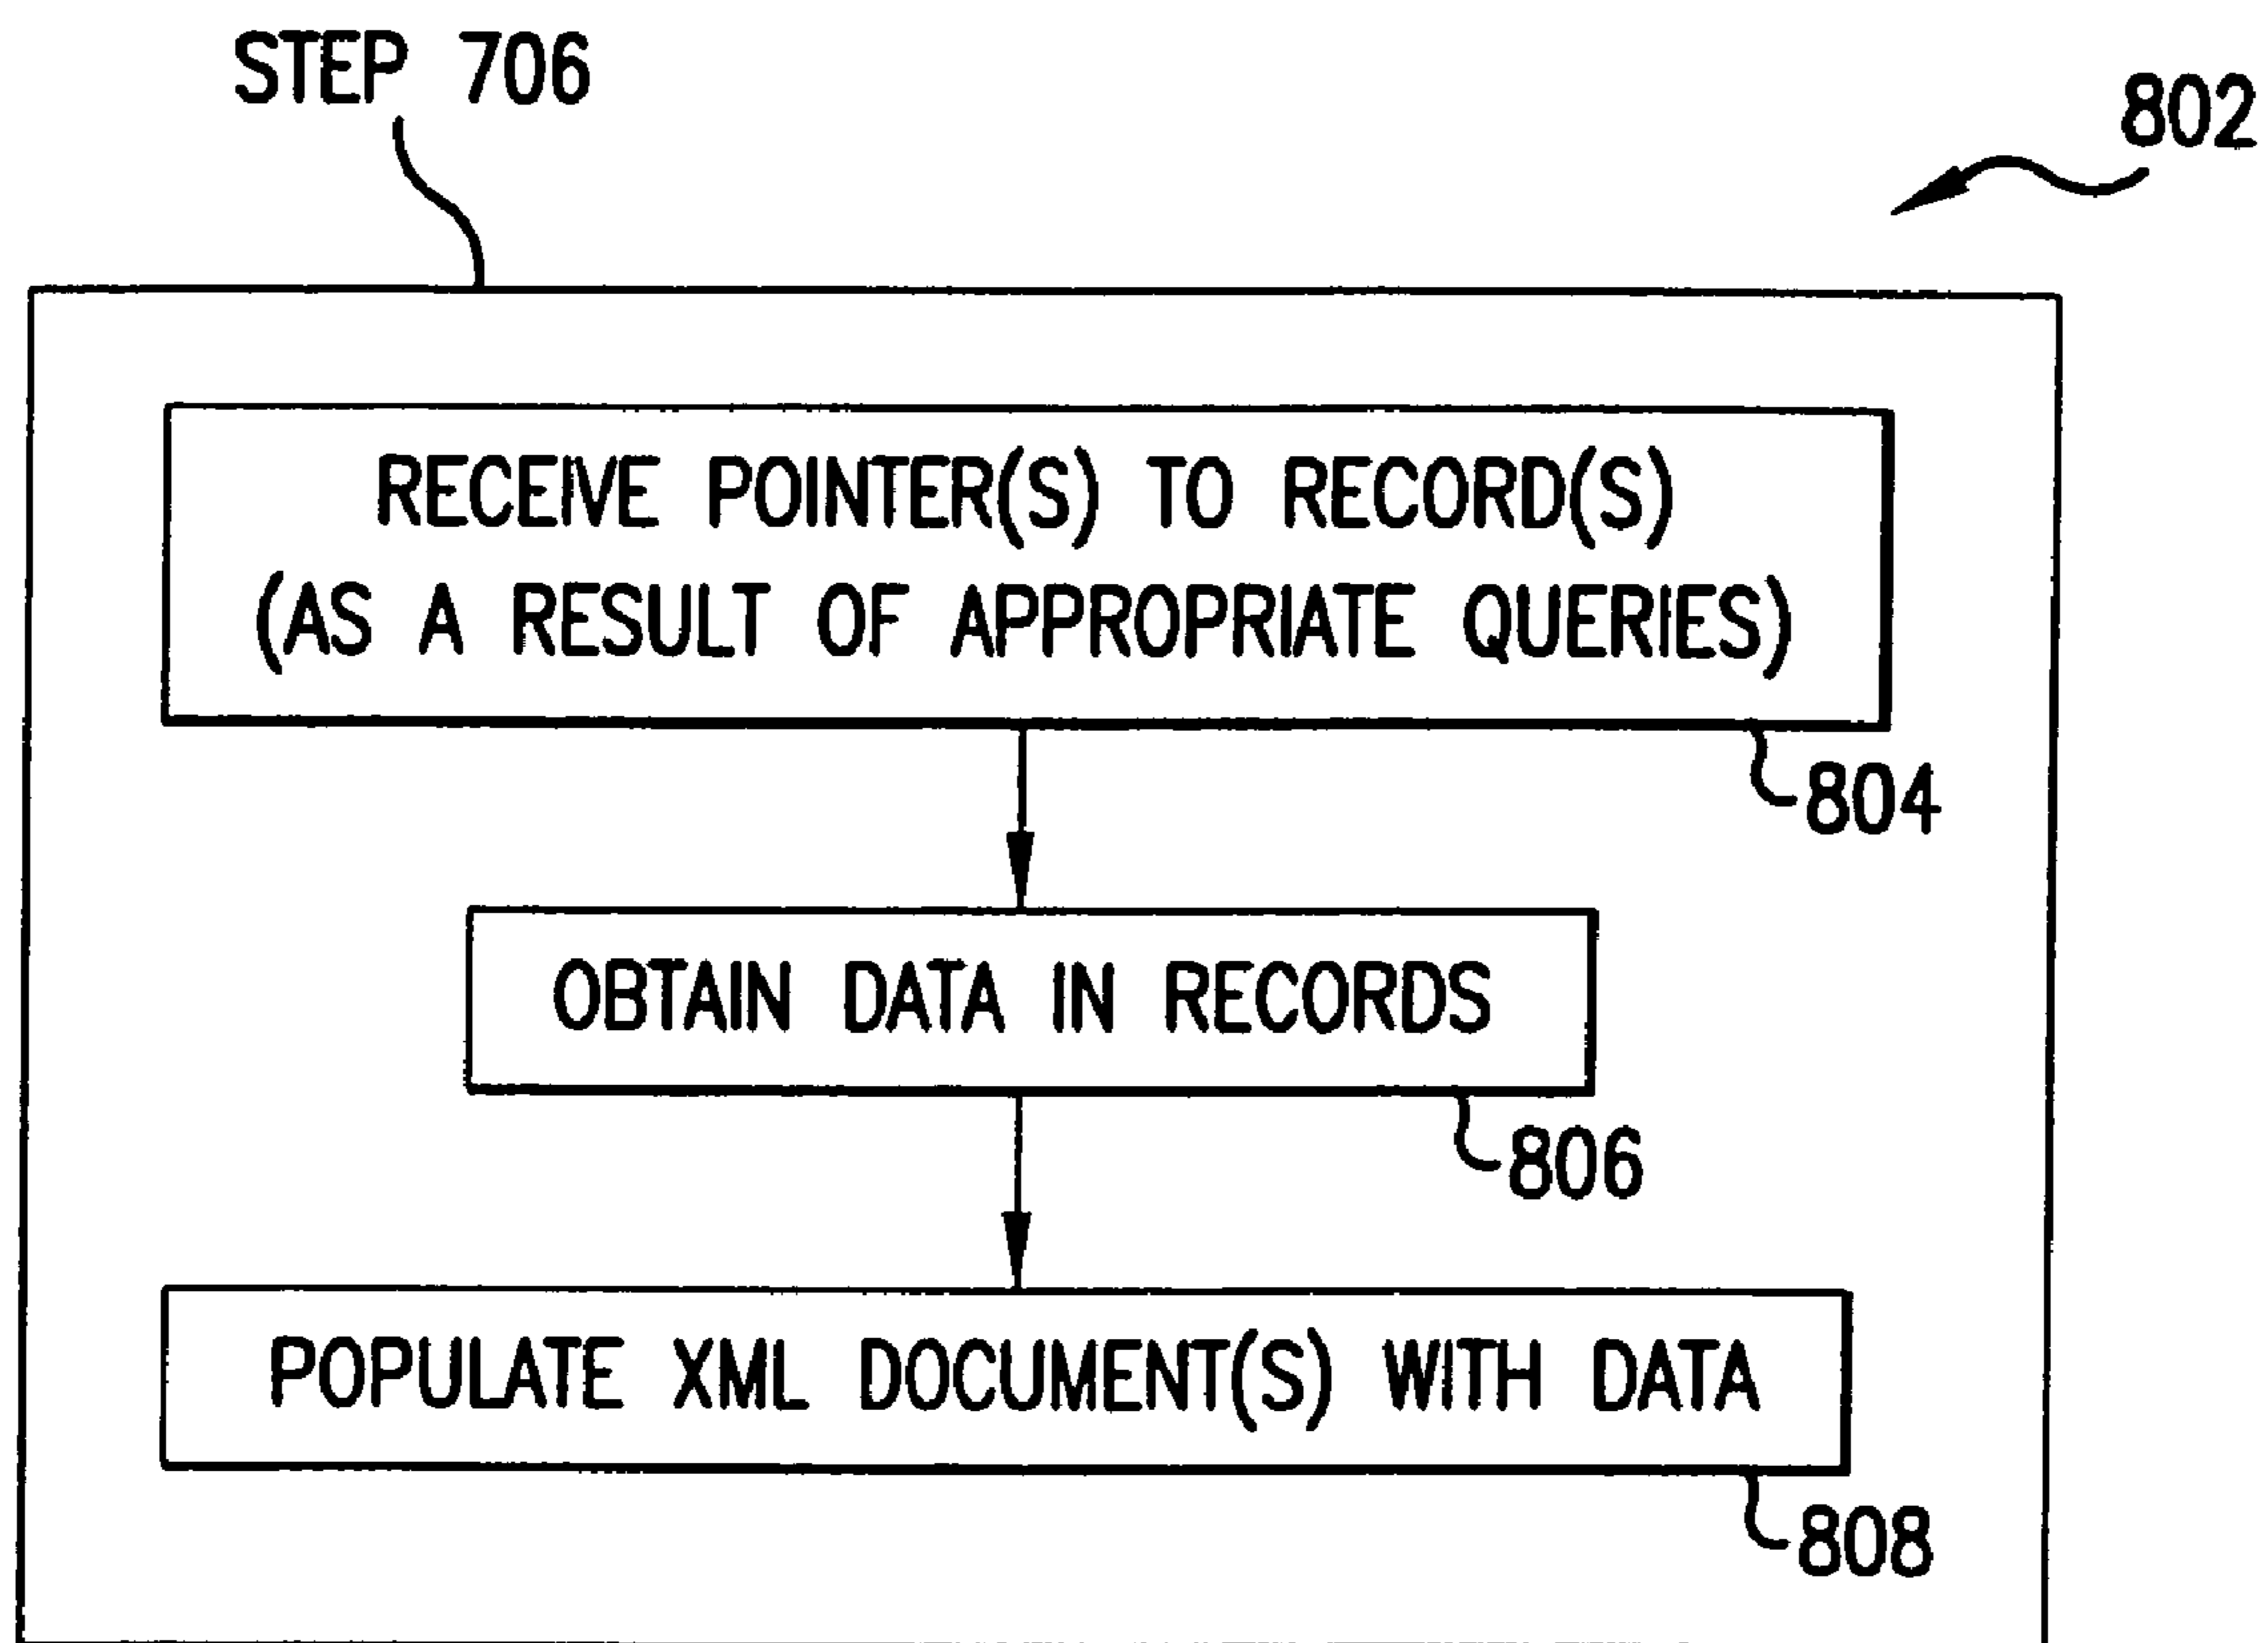 STEP 706
802
RECEIVE POINTER(S) TO RECORD(S)
(AS A RESULT OF APPROPRIATE QUERIES)
804
OBTAIN DATA IN RECORDS
806
POPULATE XML DOCUMENT(S) WITH DATA
808